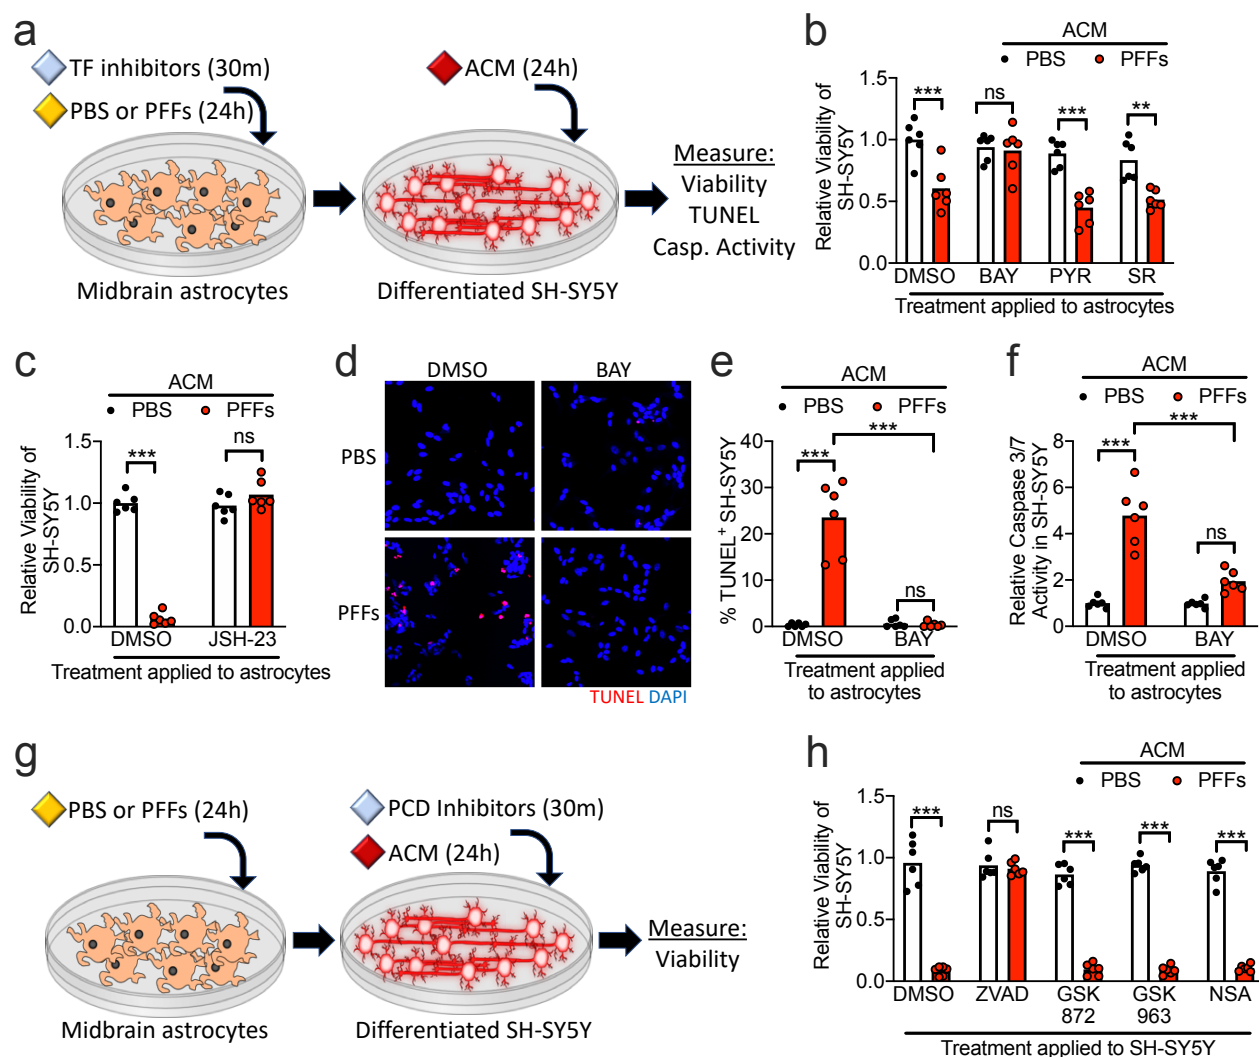 a
TF inhibitors (30m)
PBS or PFFs (24h)
ACM (24h)
Measure:
Viability
TUNEL
Casp. Activity
Midbrain astrocytes
Differentiated SH-SY5Y
b
ACM
PBS
PFFs
Relative Viability of
SH-SY5Y
1.5
1.0
0.5
0.0
***
ns
***
**
DMSO
BAY
PYR
SR
Treatment applied to astrocytes
c
ACM
PBS
PFFs
Relative Viability of
SH-SY5Y
1.5
1.0
0.5
0.0
***
ns
DMSO
JSH-23
Treatment applied to astrocytes
d
DMSO
BAY
PBS
PFFs
TUNEL DAPI
e
ACM
PBS
PFFs
% TUNEL+ SH-SY5Y
40
30
20
10
0
***
***
ns
DMSO
BAY
Treatment applied
to astrocytes
f
ACM
PBS
PFFs
Relative Caspase 3/7
Activity in SH-SY5Y
8
6
4
2
0
***
***
ns
DMSO
BAY
Treatment applied
to astrocytes
g
PBS or PFFs (24h)
PCD Inhibitors (30m)
ACM (24h)
Measure:
Viability
Midbrain astrocytes
Differentiated SH-SY5Y
h
ACM
PBS
PFFs
Relative Viability of
SH-SY5Y
1.5
1.0
0.5
0.0
***
ns
***
***
***
DMSO
ZVAD
GSK
872
GSK
963
NSA
Treatment applied to SH-SY5Y